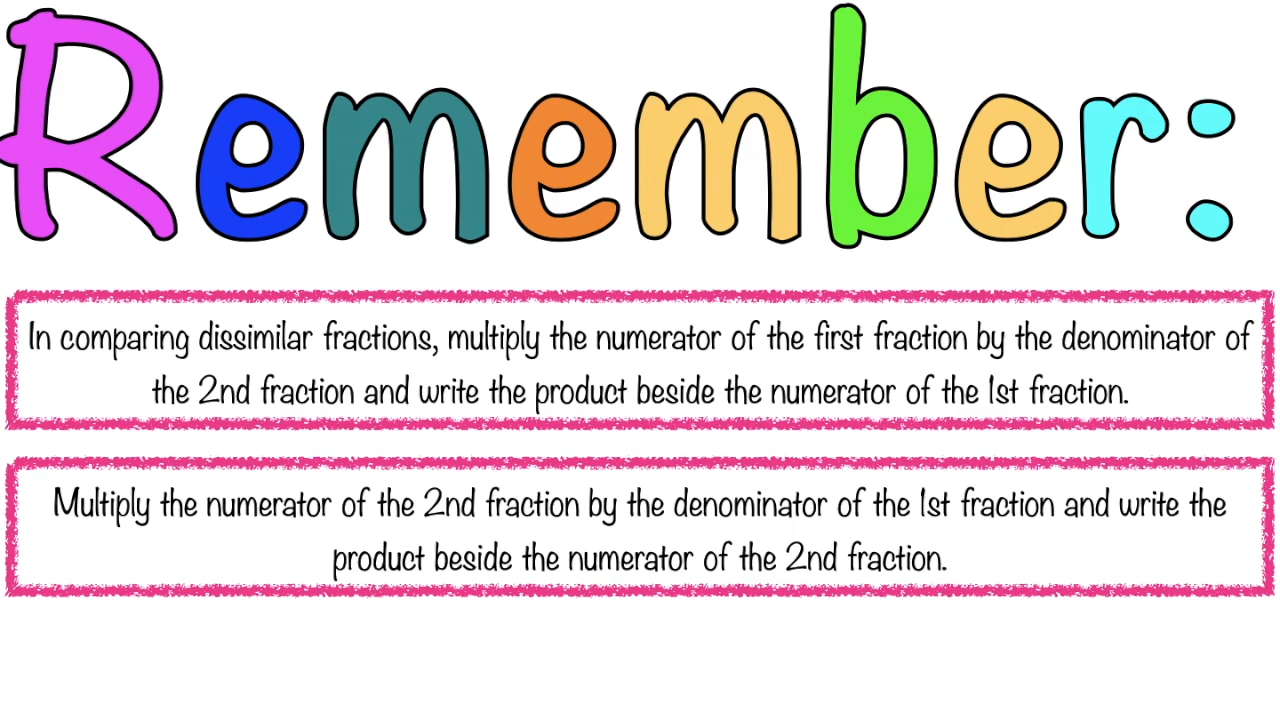 Remember:
In comparing dissimilar fractions, multiply the numerator of the first fraction by the denominator of
the 2nd fraction and write the product beside the numerator of the 1st fraction.
Multiply the numerator of the 2nd fraction by the denominator of the 1st fraction and write the
product beside the numerator of the 2nd fraction.